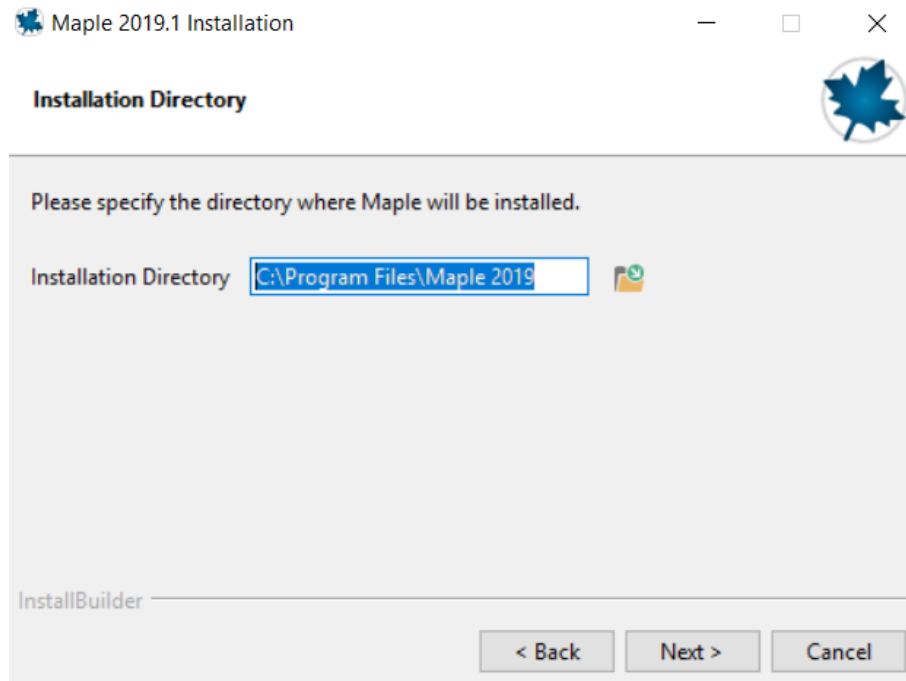 Maple 2019.1 Installation
Installation Directory
Please specify the directory where Maple will be installed.
Installation Directory C:\Program Files\Maple 2019
InstallBuilder
< Back Next > Cancel